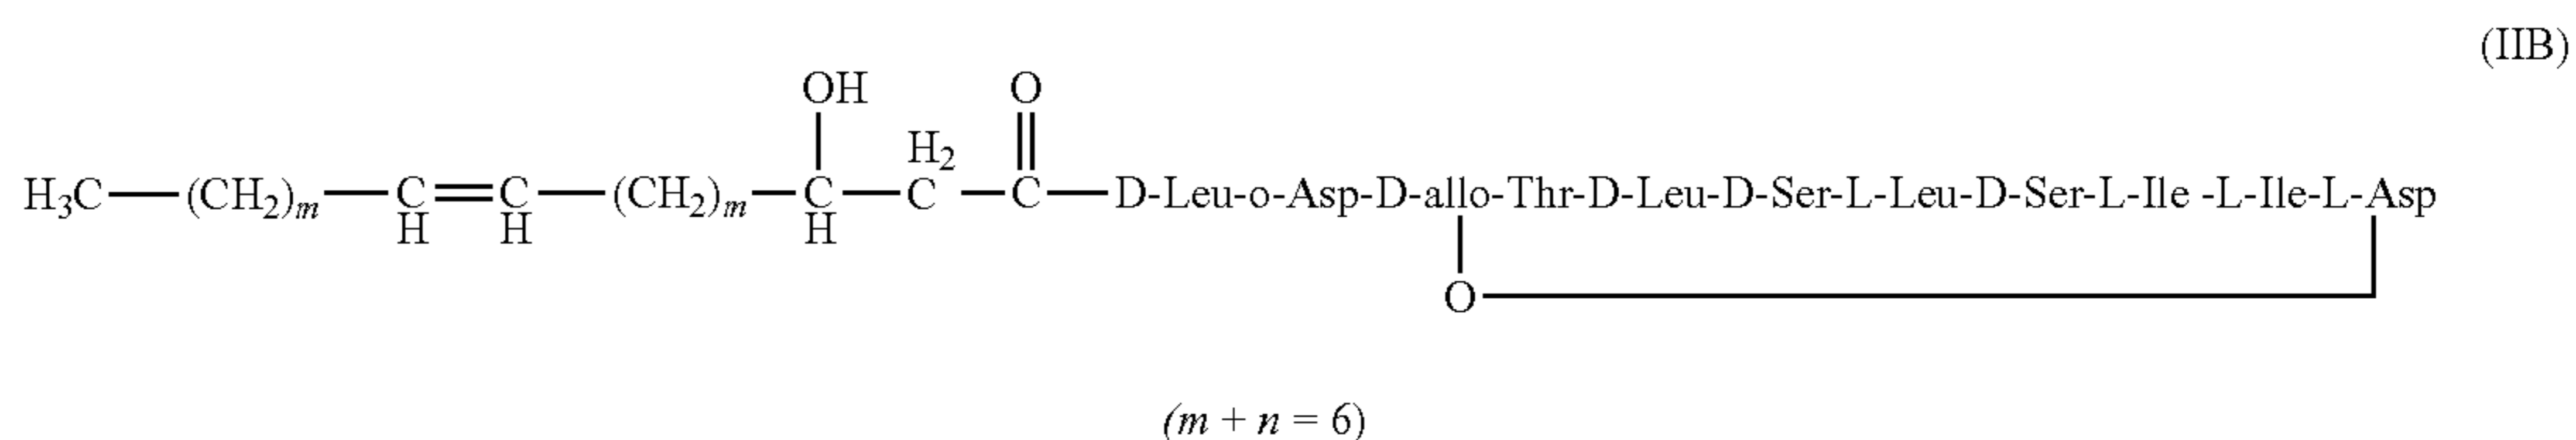 (IIB)
OH O
H2
H3C—(CH2)m—C=C—(CH2)m—C—C—C—D-Leu-o-Asp-D-allo-Thr-D-Leu-D-Ser-L-Leu-D-Ser-L-Ile -L-Ile-L-Asp
H H H
O
(m + n = 6)